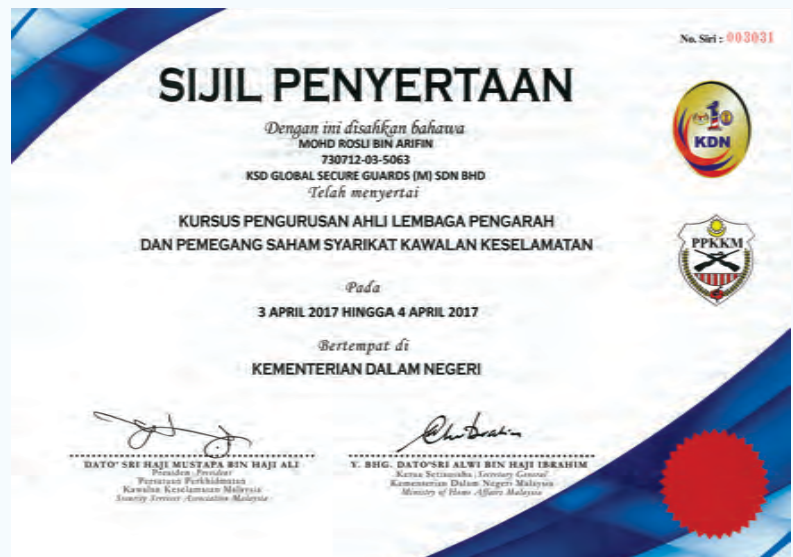 No. Siri : 003031
SIJIL PENYERTAAN
Dengan ini disahkan bahawa
MOHD ROSLI BIN ARIFIN
730712-03-5063
KSD GLOBAL SECURE GUARDS (M) SDN BHD
Telah menyertai
KURSUS PENGURUSAN AHLI LEMBAGA PENGARAH
DAN PEMEGANG SAHAM SYARIKAT KAWALAN KESELAMATAN
Pada
3 APRIL 2017 HINGGA 4 APRIL 2017
Bertempat di
KEMENTERIAN DALAM NEGERI
1
KDN
PPKKM
DATO' SRI HAJI MUSTAPA BIN HAJI ALI
Presiden President
Persatuan Perkhidmatan
Kawalan Keselamatan Malaysia
Security Services Association Malaysia
Y. BHG. DATO'SRI ALWI BIN HAJI IBRAHIM
Ketua Setiausaha Secretary General
Kementerian Dalam Negeri Malaysia
Ministry of Home Affairs Malaysia